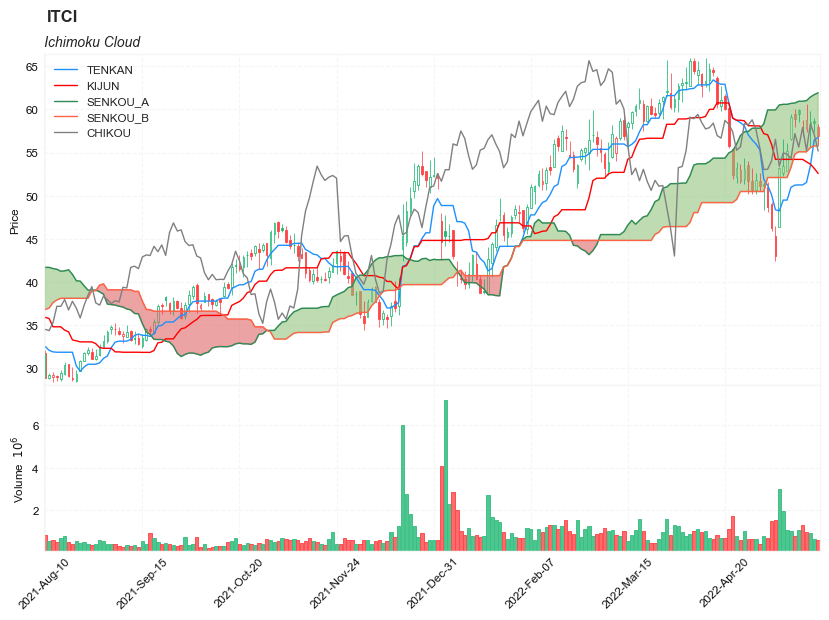 ITCI
Ichimoku Cloud
TENKAN
KIJUN
SENKOU_A
SENKOU_B
CHIKOU
Price
65
60
55
50
45
40
35
30
Volume 10^6
6
4
2
2021-Aug-10
2021-Sep-15
2021-Oct-20
2021-Nov-24
2021-Dec-31
2022-Feb-07
2022-Mar-15
2022-Apr-20